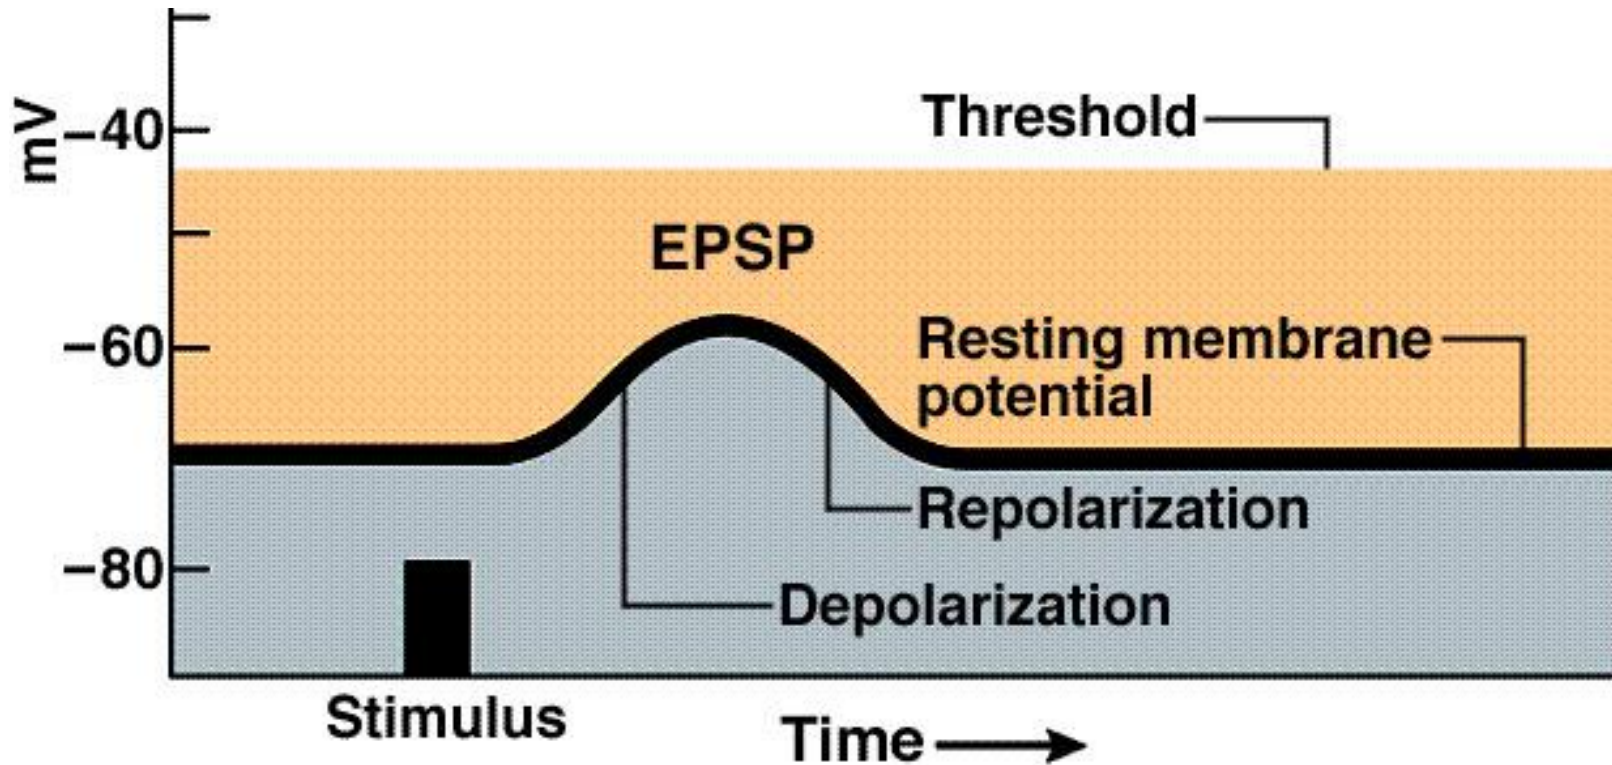 mV
−40
−60
−80
Threshold
EPSP
Resting membrane
potential
Repolarization
Depolarization
Stimulus
Time